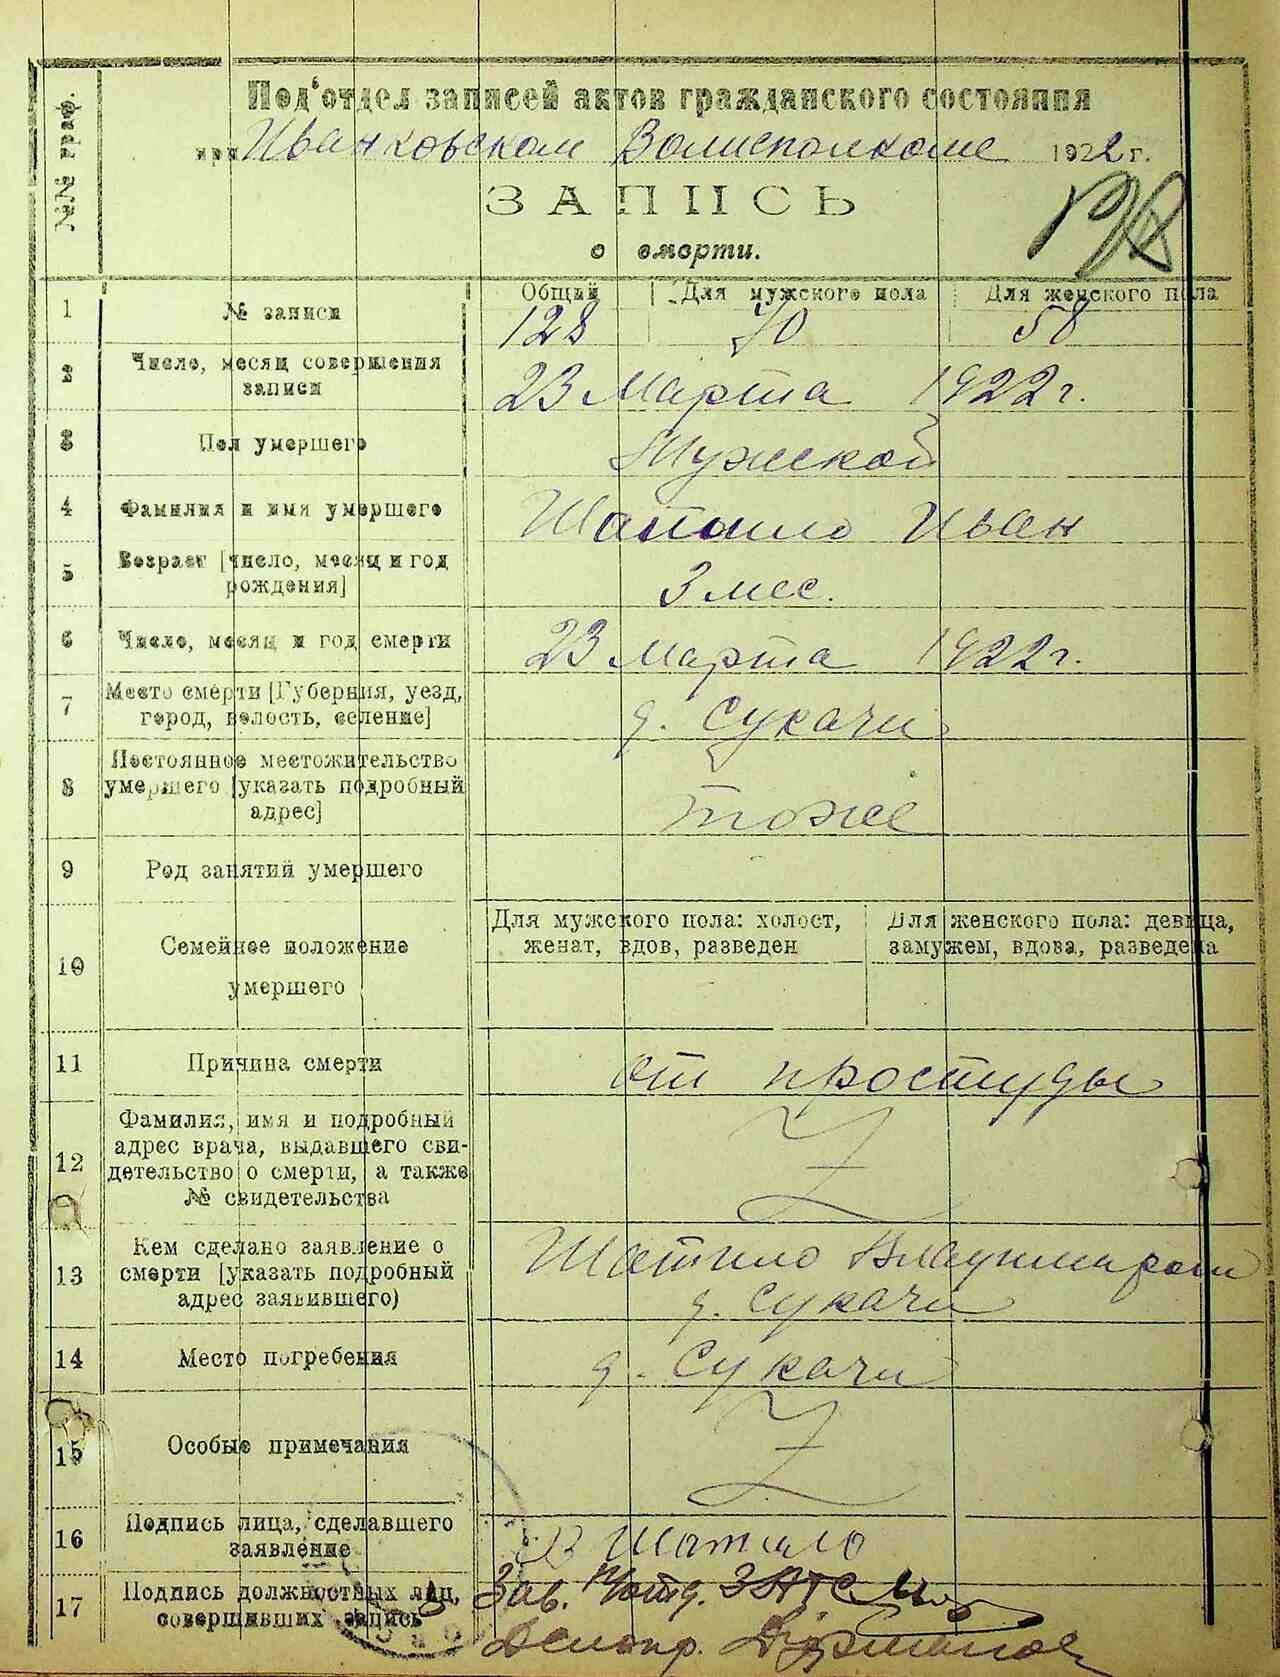 №№ граф.
Под'отдел записей актов гражданского состояния
при Иванковском Волисполкоме 1922 г.
ЗАПИСЬ
о смерти.
Общий Для мужского пола Для женского пола
1 № записи 128 70 58
2 Число, месяц совершения
записи 23 Марта 1922 г.
3 Пол умершего Мужской
4 Фамилия и имя умершего Шатило Иван
5 Возраст [число, месяц и год
рождения] 3 мес.
6 Число, месяц и год смерти 23 Марта 1922 г.
7 Место смерти [Губерния, уезд,
город, волость, селение] д. Сукачи
8 Постоянное местожительство
умершего [указать подробный
адрес] тоже
9 Род занятий умершего
10 Семейное положение
умершего
Для мужского пола: холост,
женат, вдов, разведен
Для женского пола: девица,
замужем, вдова, разведена
11 Причина смерти от простуды
12 Фамилия, имя и подробный
адрес врача, выдавшего сви-
детельство о смерти, а также
№ свидетельства
13 Кем сделано заявление о
смерти [указать подробный
адрес заявившего)
Шатило Владимиром
д. Сукачи
14 Место погребения д. Сукачи
15 Особые примечания
16 Подпись лица, сделавшего
заявление В Шатило
17 Подпись должностных лиц,
совершивших запись
Зав. П/отд. ЗАГС
Делопр.